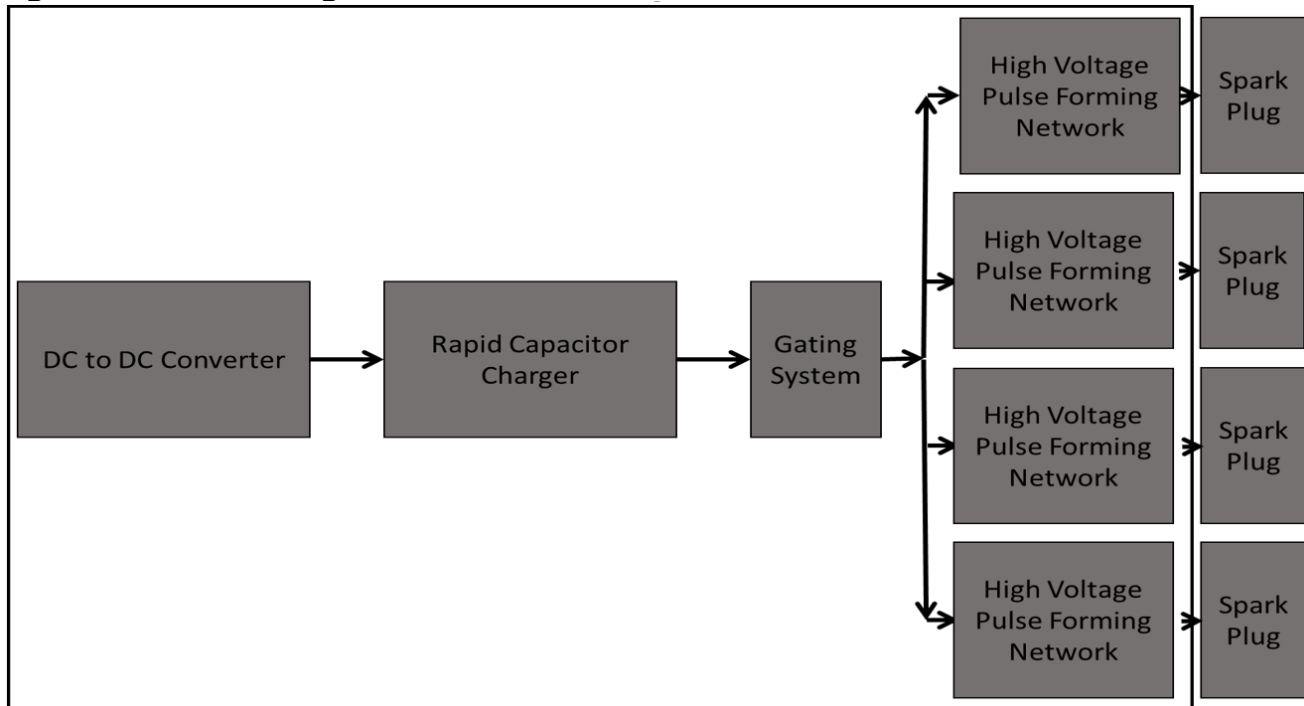 High Voltage
Pulse Forming
Network
Spark
Plug
High Voltage
Pulse Forming
Network
Spark
Plug
DC to DC Converter
Rapid Capacitor
Charger
Gating
System
High Voltage
Pulse Forming
Network
Spark
Plug
High Voltage
Pulse Forming
Network
Spark
Plug